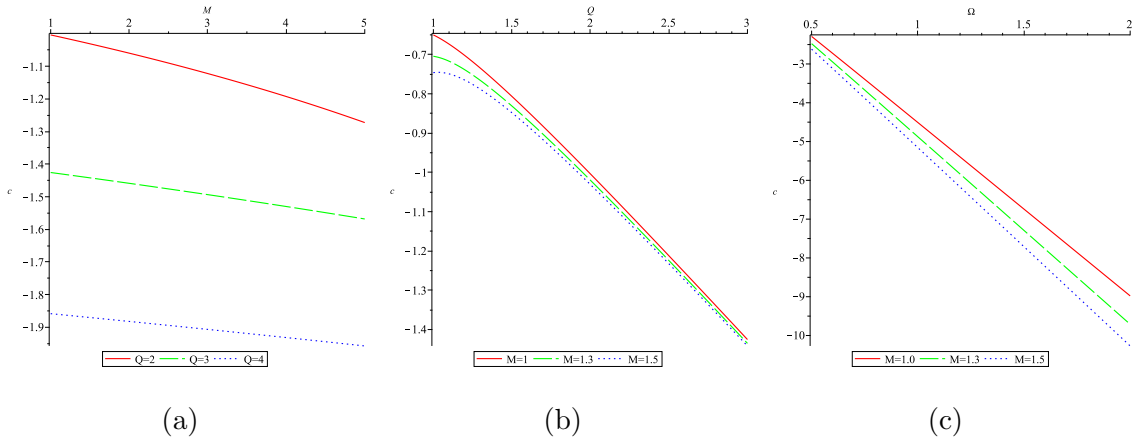 M
1 2 3 4 5
-1.1
-1.2
-1.3
-1.4
c
-1.5
-1.6
-1.7
-1.8
-1.9
Q=2 Q=3 Q=4
(a)
Q
1 1.5 2 2.5 3
-0.7
-0.8
-0.9
-1
c
-1.1
-1.2
-1.3
-1.4
M=1 M=1.3 M=1.5
(b)
Ω
0.5 1 1.5 2
-3
-4
-5
-6
c
-7
-8
-9
-10
M=1.0 M=1.3 M=1.5
(c)